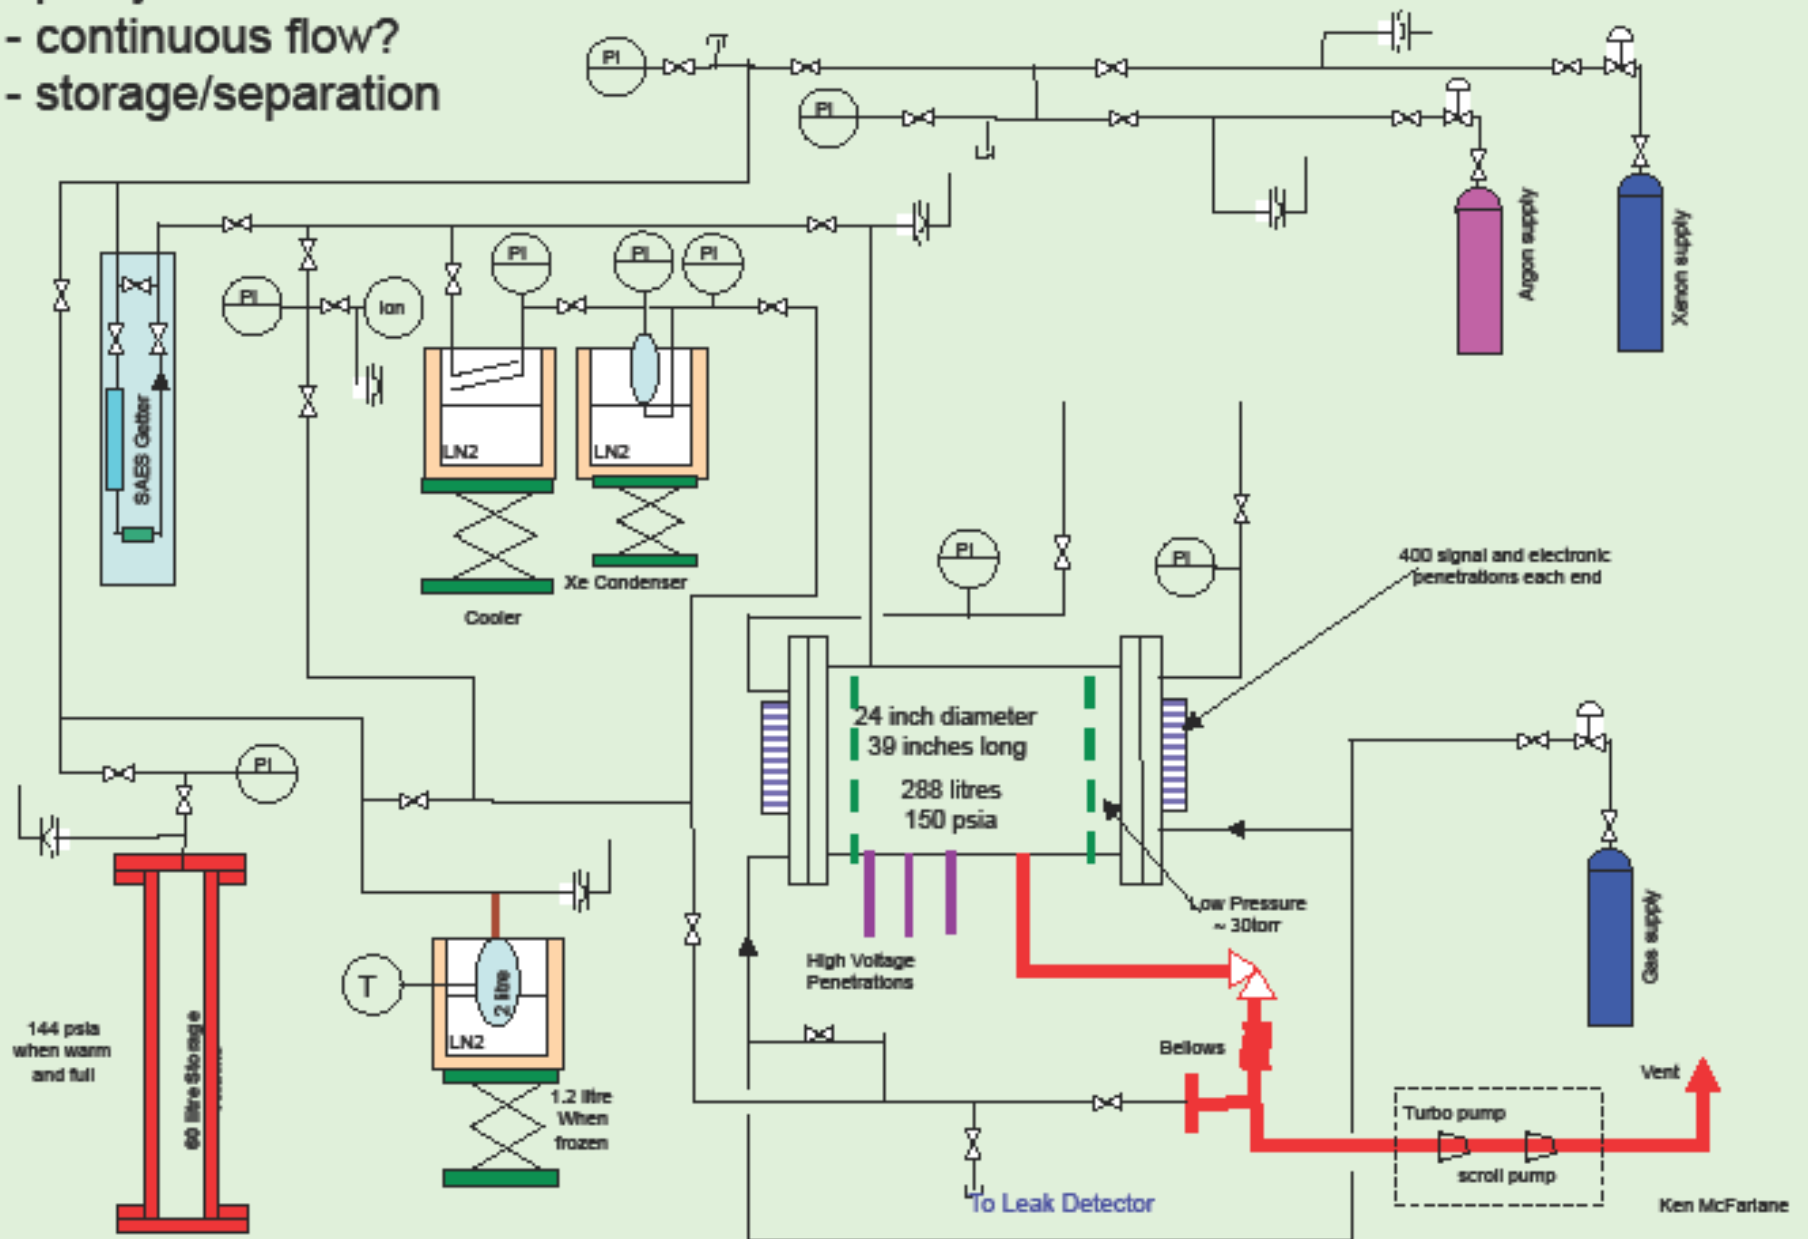 - continuous flow?
- storage/separation
PI
PI
Argon supply
Xenon supply
PI
Ion
PI
PI
PI
SAES Getter
LN2
LN2
Xe Condenser
Cooler
PI
PI
400 signal and electronic
penetrations each end
24 inch diameter
39 inches long
288 litres
150 psia
PI
Low Pressure
~ 30torr
High Voltage
Penetrations
Gas supply
T
2 litre
LN2
144 psia
when warm
and full
60 litre Storage
1.2 litre
When
frozen
Bellows
Vent
Turbo pump
scroll pump
To Leak Detector
Ken McFarlane